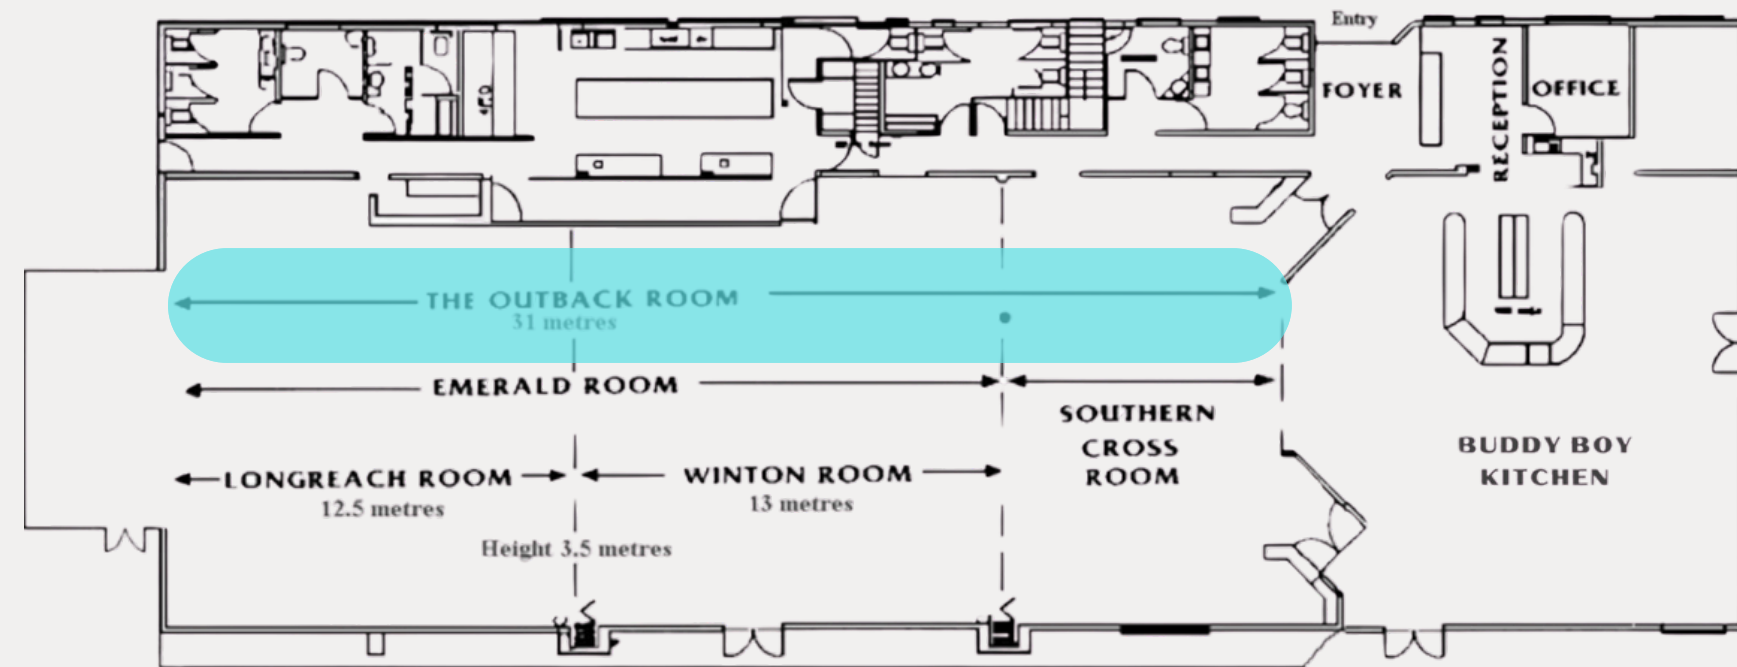 Entry
FOYER
RECEPTION
OFFICE
THE OUTBACK ROOM
31 metres
EMERALD ROOM
SOUTHERN
CROSS
ROOM
LONGREACH ROOM
12.5 metres
WINTON ROOM
13 metres
Height 3.5 metres
BUDDY BOY
KITCHEN